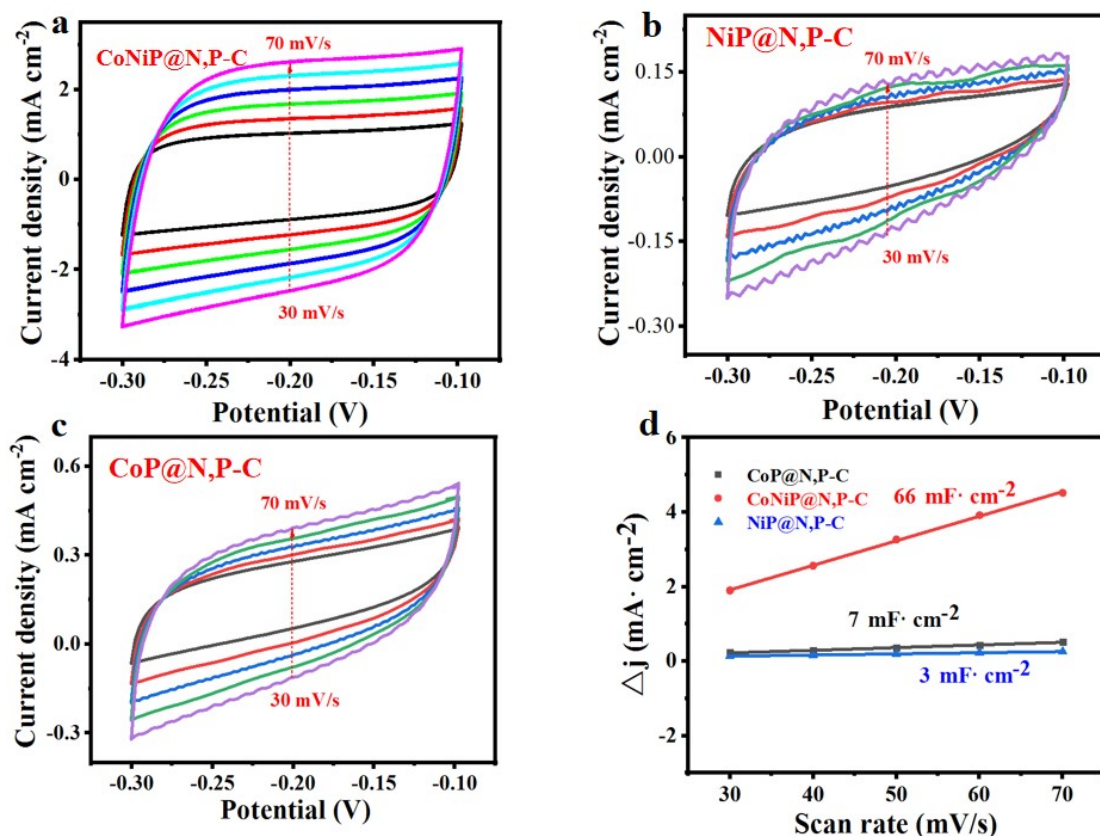 a
CoNiP@N,P-C
70 mV/s
30 mV/s
Current density (mA cm-2)
2
0
-2
-4
-0.30 -0.25 -0.20 -0.15 -0.10
Potential (V)
b
NiP@N,P-C
70 mV/s
30 mV/s
Current density (mA cm-2)
0.15
0.00
-0.15
-0.30
-0.30 -0.25 -0.20 -0.15 -0.10
Potential (V)
c
CoP@N,P-C
70 mV/s
30 mV/s
Current density (mA cm-2)
0.6
0.3
0.0
-0.3
-0.30 -0.25 -0.20 -0.15 -0.10
Potential (V)
d
CoP@N,P-C
CoNiP@N,P-C
NiP@N,P-C
66 mF· cm-2
7 mF· cm-2
3 mF· cm-2
△j (mA· cm-2)
6
4
2
0
-2
30 40 50 60 70
Scan rate (mV/s)